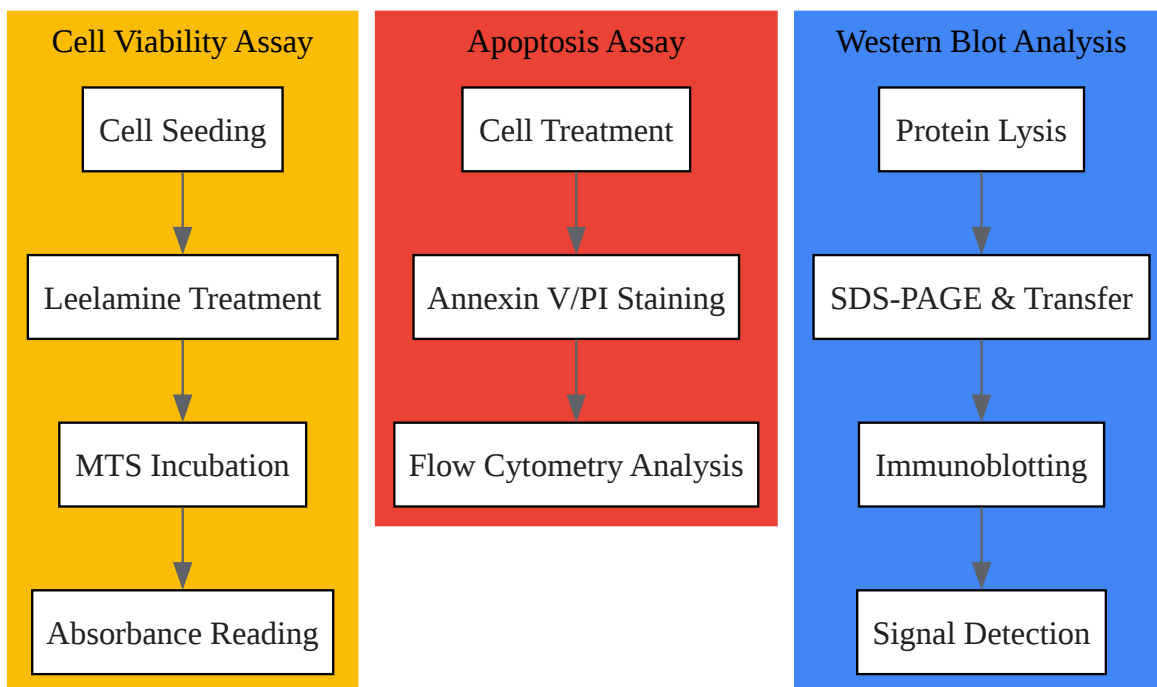 Cell Viability Assay
Cell Seeding
Leelamine Treatment
MTS Incubation
Absorbance Reading
Apoptosis Assay
Cell Treatment
Annexin V/PI Staining
Flow Cytometry Analysis
Western Blot Analysis
Protein Lysis
SDS-PAGE & Transfer
Immunoblotting
Signal Detection